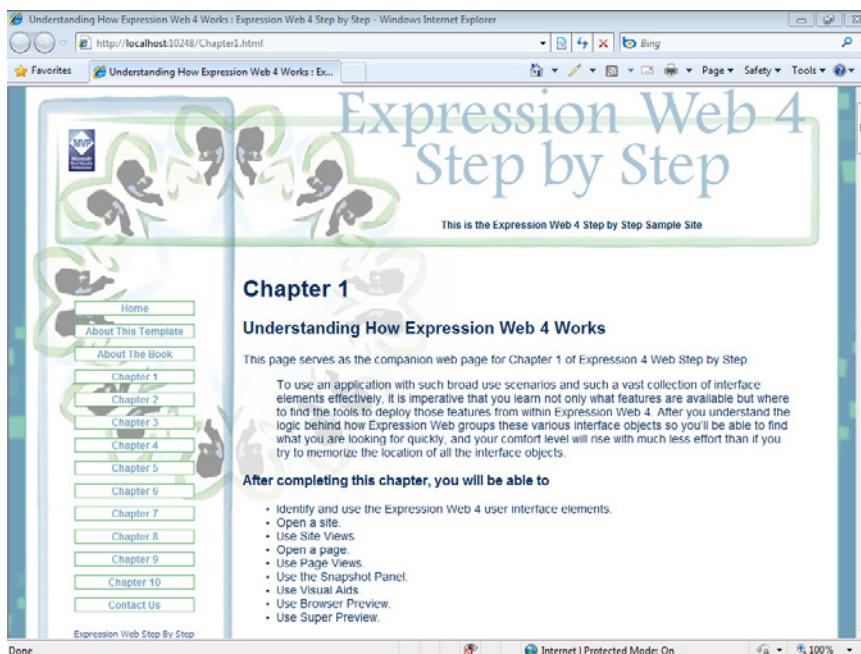 Understanding How Expression Web 4 Works : Expression Web 4 Step by Step - Windows Internet Explorer
http://localhost:10248/Chapter1.html
Bing
Favorites
Understanding How Expression Web 4 Works : Ex...
Page
Safety
Tools
Expression Web 4
Step by Step
MVP
This is the Expression Web 4 Step by Step Sample Site
Home
About This Template
About The Book
Chapter 1
Chapter 2
Chapter 3
Chapter 4
Chapter 5
Chapter 6
Chapter 7
Chapter 8
Chapter 9
Chapter 10
Contact Us
Expression Web Step By Step
Chapter 1
Understanding How Expression Web 4 Works
This page serves as the companion web page for Chapter 1 of Expression 4 Web Step by Step.
To use an application with such broad use scenarios and such a vast collection of interface
elements effectively, it is imperative that you learn not only what features are available but where
to find the tools to deploy those features from within Expression Web 4. After you understand the
logic behind how Expression Web groups these various interface objects so you'll be able to find
what you are looking for quickly, and your comfort level will rise with much less effort than if you
try to memorize the location of all the interface objects.
After completing this chapter, you will be able to
• Identify and use the Expression Web 4 user interface elements.
• Open a site.
• Use Site Views.
• Open a page.
• Use Page Views.
• Use the Snapshot Panel.
• Use Visual Aids.
• Use Browser Preview.
• Use Super Preview.
Done
Internet | Protected Mode: On
100%